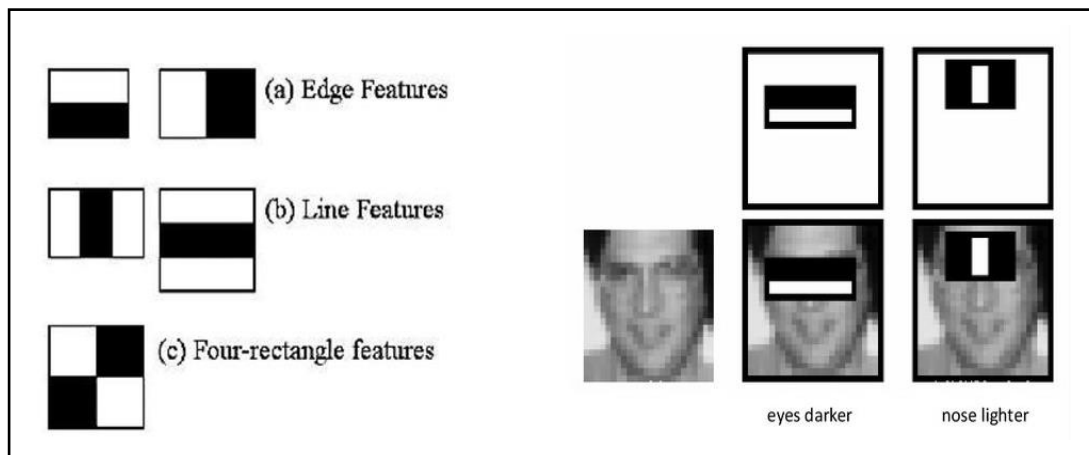 (a) Edge Features
(b) Line Features
(c) Four-rectangle features
eyes darker
nose lighter